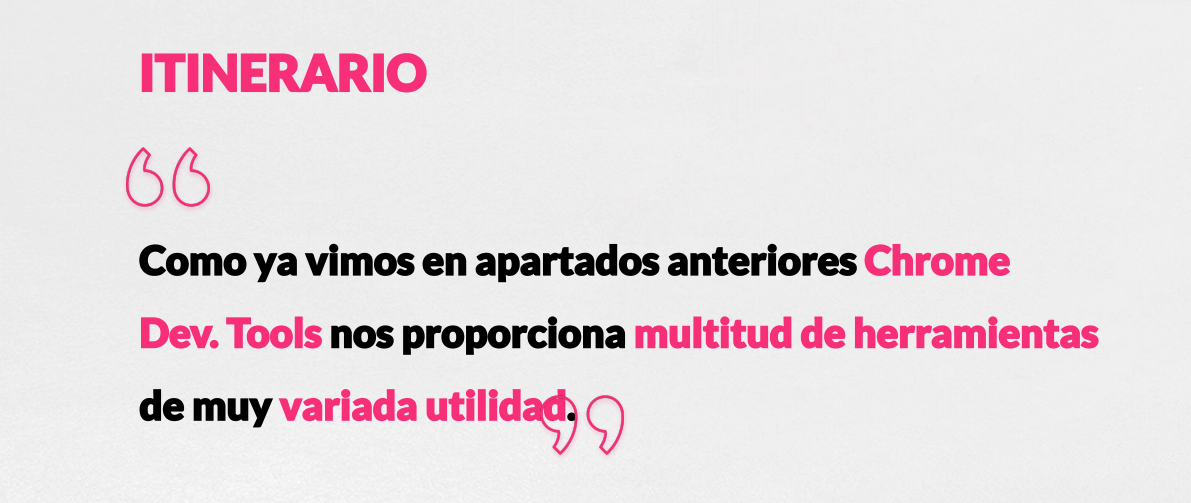 ITINERARIO
“
Como ya vimos en apartados anteriores Chrome
Dev. Tools nos proporciona multitud de herramientas
de muy variada utilidad.
”